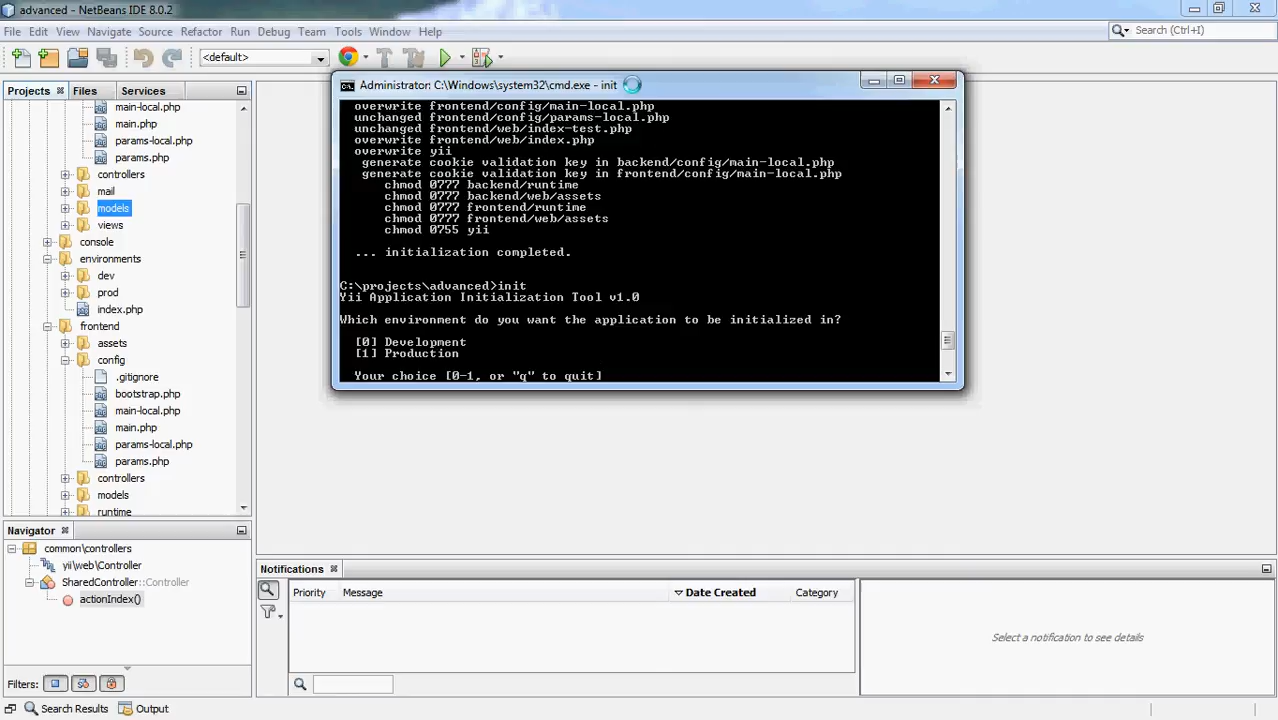 advanced - NetBeans IDE 8.0.2
File Edit View Navigate Source Refactor Run Debug Team Tools Window Help
Search (Ctrl+I)
<default>
Projects Files Services
main-local.php
main.php
params-local.php
params.php
controllers
mail
models
views
console
environments
dev
prod
index.php
frontend
assets
config
.gitignore
bootstrap.php
main-local.php
main.php
params-local.php
params.php
controllers
models
runtime
Administrator: C:\Windows\system32\cmd.exe - init
overwrite frontend/config/main-local.php
unchanged frontend/config/params-local.php
unchanged frontend/web/index-test.php
overwrite frontend/web/index.php
overwrite yii
generate cookie validation key in backend/config/main-local.php
generate cookie validation key in frontend/config/main-local.php
chmod 0777 backend/runtime
chmod 0777 backend/web/assets
chmod 0777 frontend/runtime
chmod 0777 frontend/web/assets
chmod 0755 yii
... initialization completed.
C:\projects\advanced>init
Yii Application Initialization Tool v1.0
Which environment do you want the application to be initialized in?
[0] Development
[1] Production
Your choice [0-1, or "q" to quit]
Navigator
common\controllers
yii\web\Controller
SharedController::Controller
actionIndex()
Filters:
Notifications
Priority Message Date Created Category
Select a notification to see details
Search Results Output